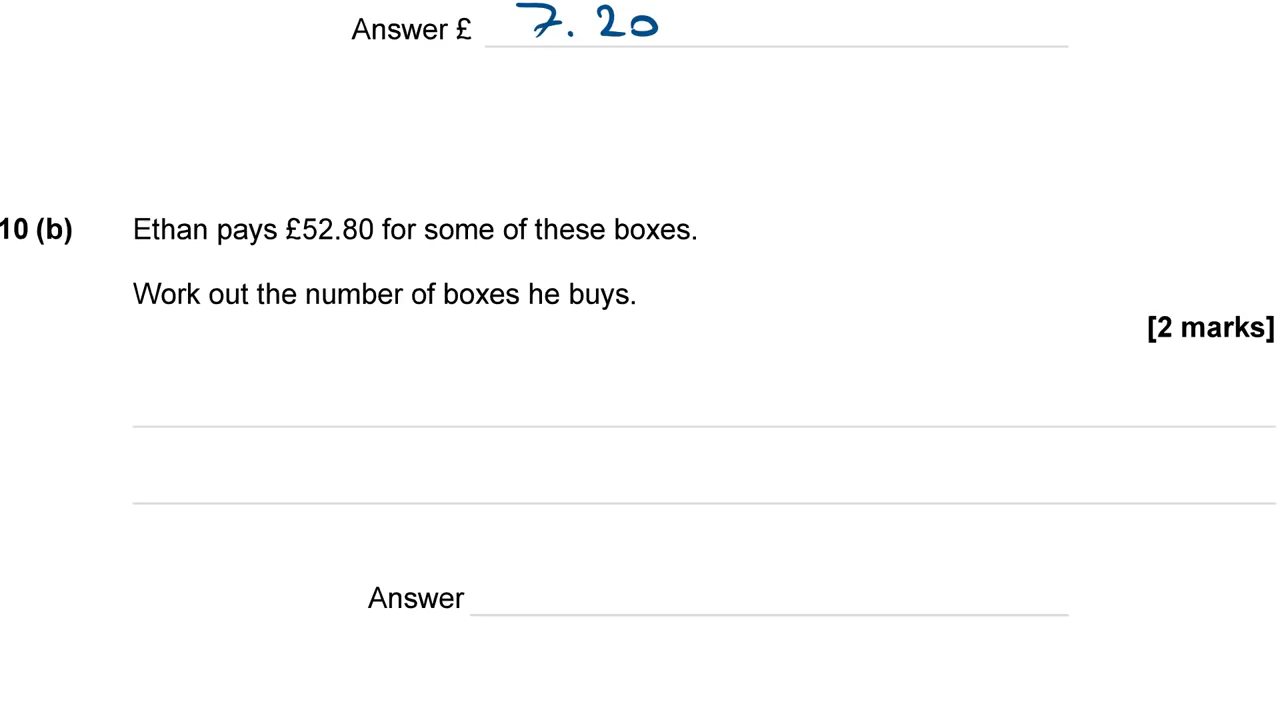 Answer £ 7.20
10 (b) Ethan pays £52.80 for some of these boxes.
Work out the number of boxes he buys.
[2 marks]
Answer